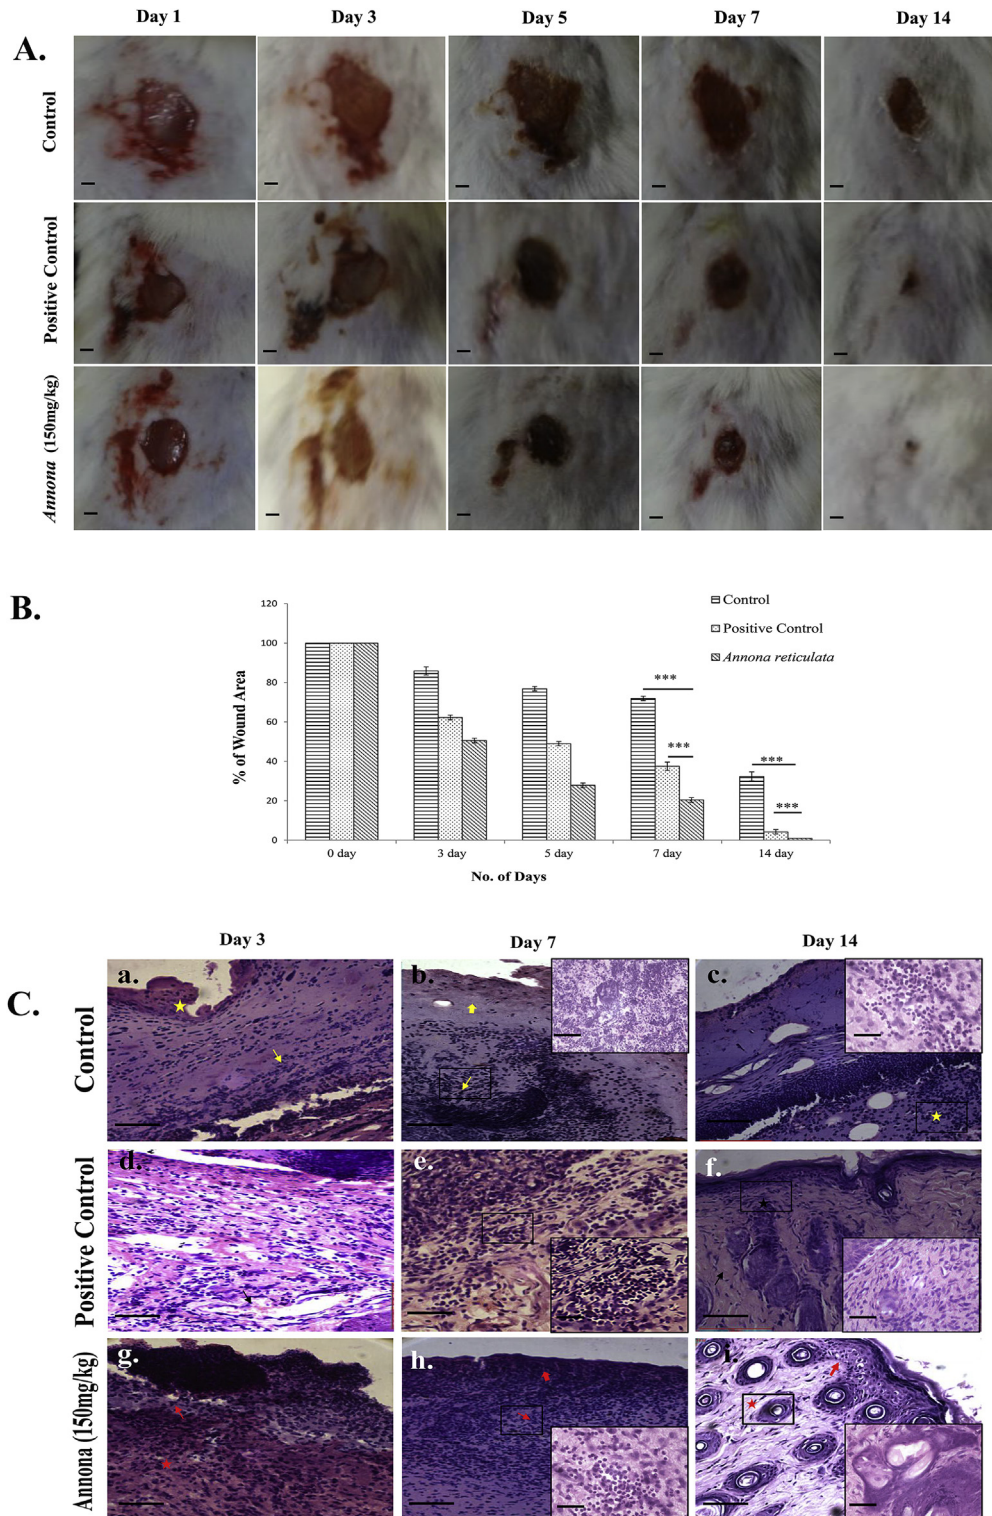 Day 1 Day 3 Day 5 Day 7 Day 14
A.
Control
Positive Control
Annona (150mg/kg)
B.
120
100
80
60
40
20
0
% of Wound Area
Control
Positive Control
Annona reticulata
***
***
***
***
0 day 3 day 5 day 7 day 14 day
No. of Days
Day 3 Day 7 Day 14
C.
Control
a. b. c.
Positive Control
d. e. f.
Annona (150mg/kg)
g. h. i.